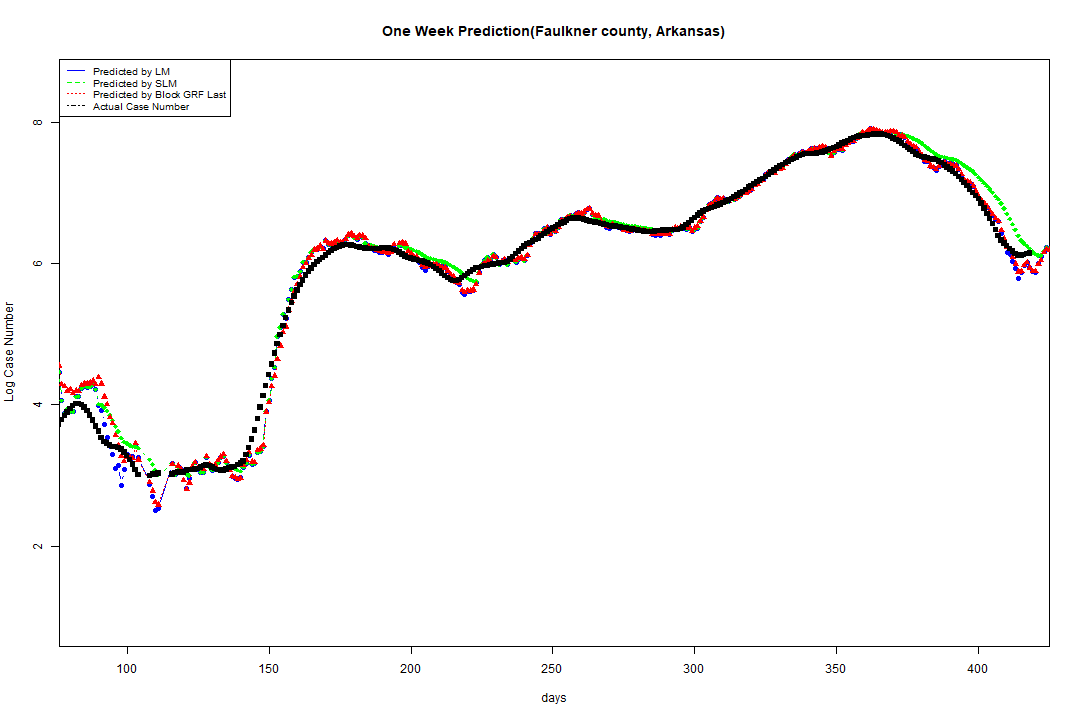 One Week Prediction(Faulkner county, Arkansas)
Predicted by LM
Predicted by SLM
Predicted by Block GRF Last
Actual Case Number
8
6
4
2
Log Case Number
100 150 200 250 300 350 400
days